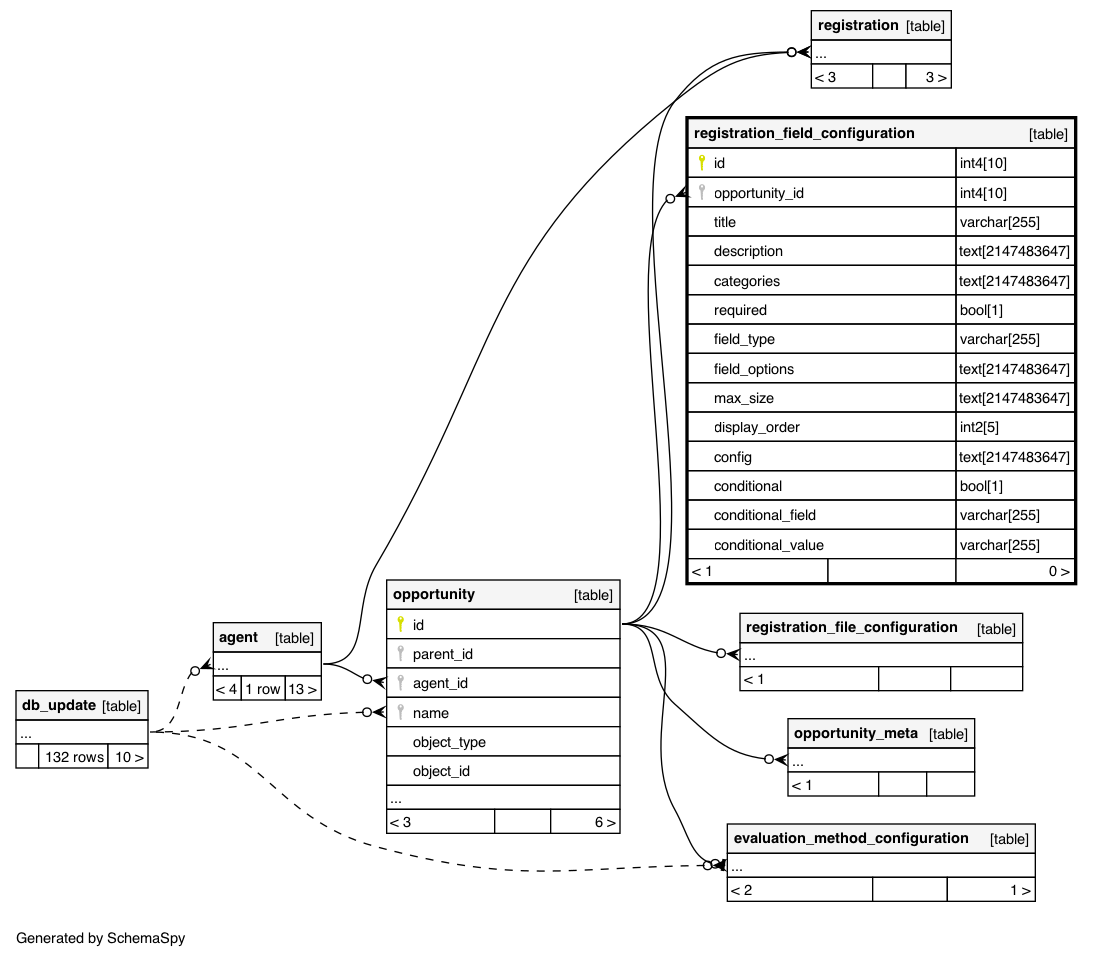 registration [table]
...
< 3 3 >
registration_field_configuration [table]
id int4[10]
opportunity_id int4[10]
title varchar[255]
description text[2147483647]
categories text[2147483647]
required bool[1]
field_type varchar[255]
field_options text[2147483647]
max_size text[2147483647]
display_order int2[5]
config text[2147483647]
conditional bool[1]
conditional_field varchar[255]
conditional_value varchar[255]
< 1 0 >
opportunity [table]
id
parent_id
agent_id
name
object_type
object_id
...
< 3 6 >
agent [table]
...
< 4 1 row 13 >
db_update [table]
...
132 rows 10 >
registration_file_configuration [table]
...
< 1
opportunity_meta [table]
...
< 1
evaluation_method_configuration [table]
...
< 2 1 >
Generated by SchemaSpy